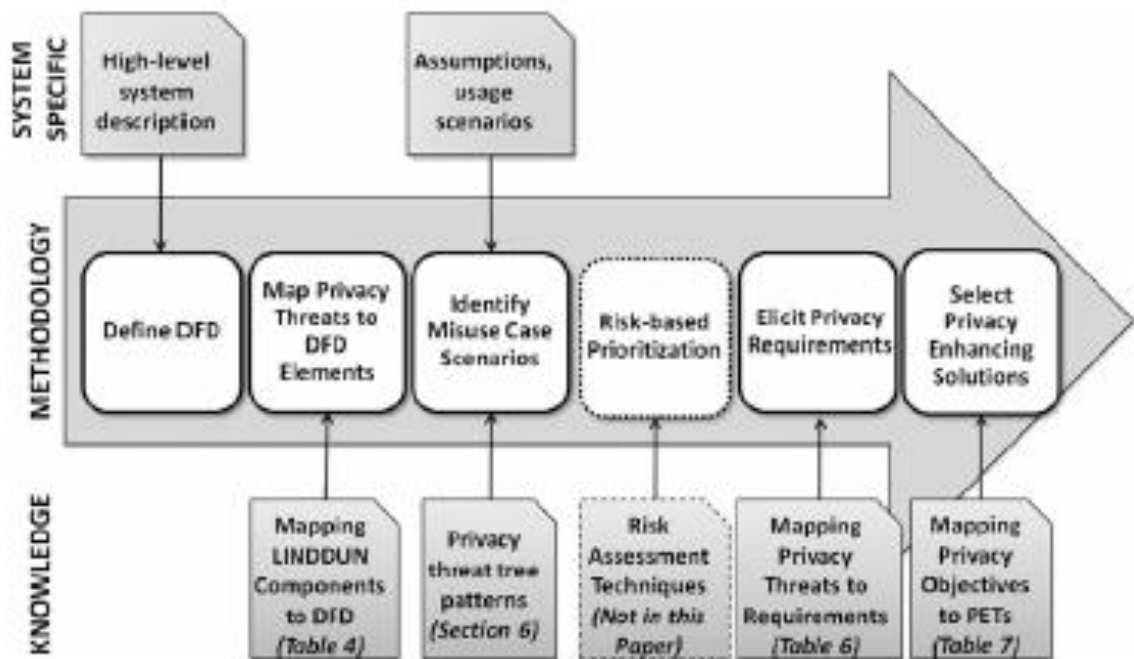 SYSTEM
SPECIFIC
High-level
system
description
Assumptions,
usage
scenarios
METHODOLOGY
Define DFD
Map Privacy
Threats to
DFD
Elements
Identify
Misuse Case
Scenarios
Risk-based
Prioritization
Elicit Privacy
Requirements
Select
Privacy
Enhancing
Solutions
KNOWLEDGE
Mapping
LINDDUN
Components
to DFD
(Table 4)
Privacy
threat tree
patterns
(Section 6)
Risk
Assessment
Techniques
(Not in this
Paper)
Mapping
Privacy
Threats to
Requirements
(Table 6)
Mapping
Privacy
Objectives
to PETs
(Table 7)